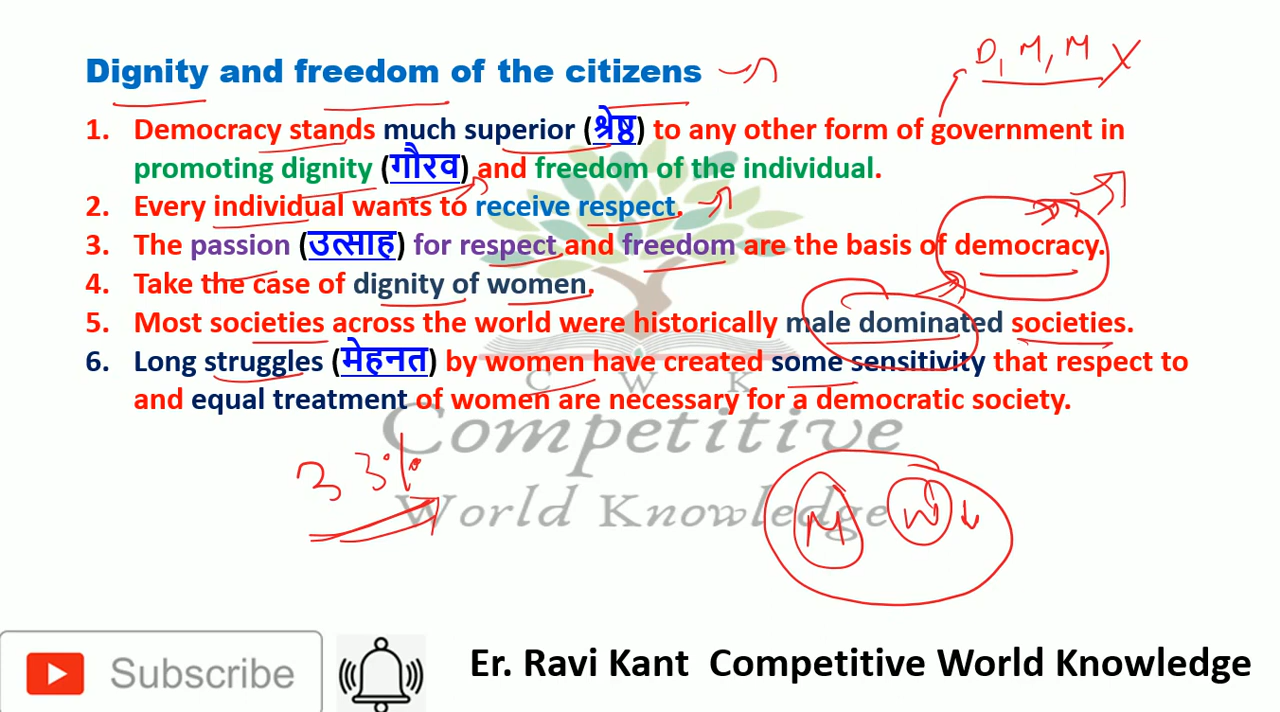 D, M, M X
Dignity and freedom of the citizens
1. Democracy stands much superior (श्रेष्ठ) to any other form of government in
promoting dignity (गौरव) and freedom of the individual.
2. Every individual wants to receive respect.
3. The passion (उत्साह) for respect and freedom are the basis of democracy.
4. Take the case of dignity of women.
5. Most societies across the world were historically male dominated societies.
6. Long struggles (मेहनत) by women have created some sensitivity that respect to
and equal treatment of women are necessary for a democratic society.
C W K
Competitive
World Knowledge
33%
M W
Subscribe
Er. Ravi Kant Competitive World Knowledge